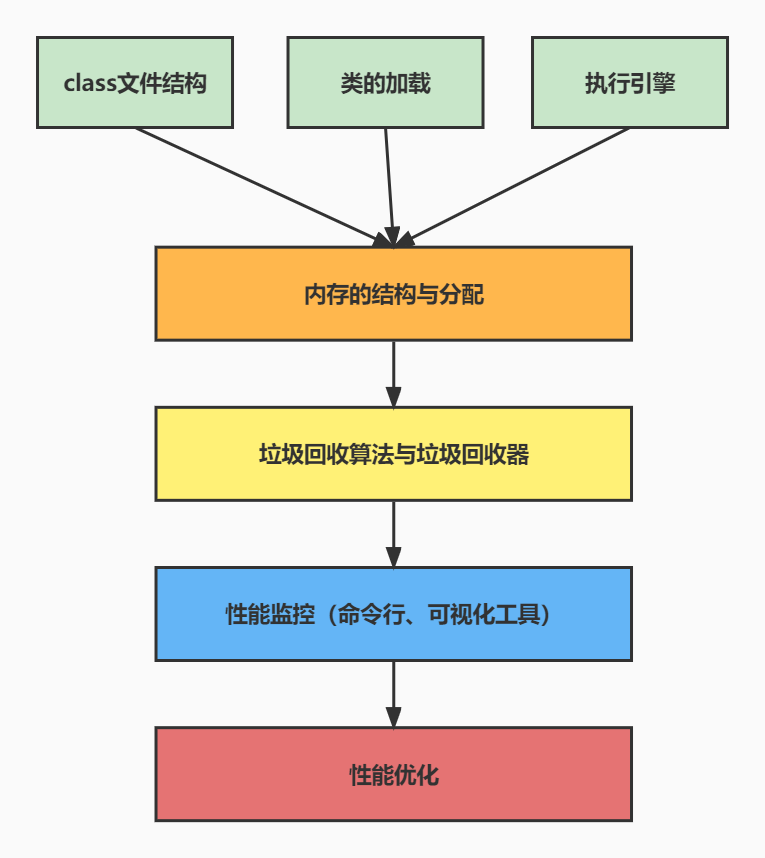 class文件结构
类的加载
执行引擎
内存的结构与分配
垃圾回收算法与垃圾回收器
性能监控（命令行、可视化工具）
性能优化